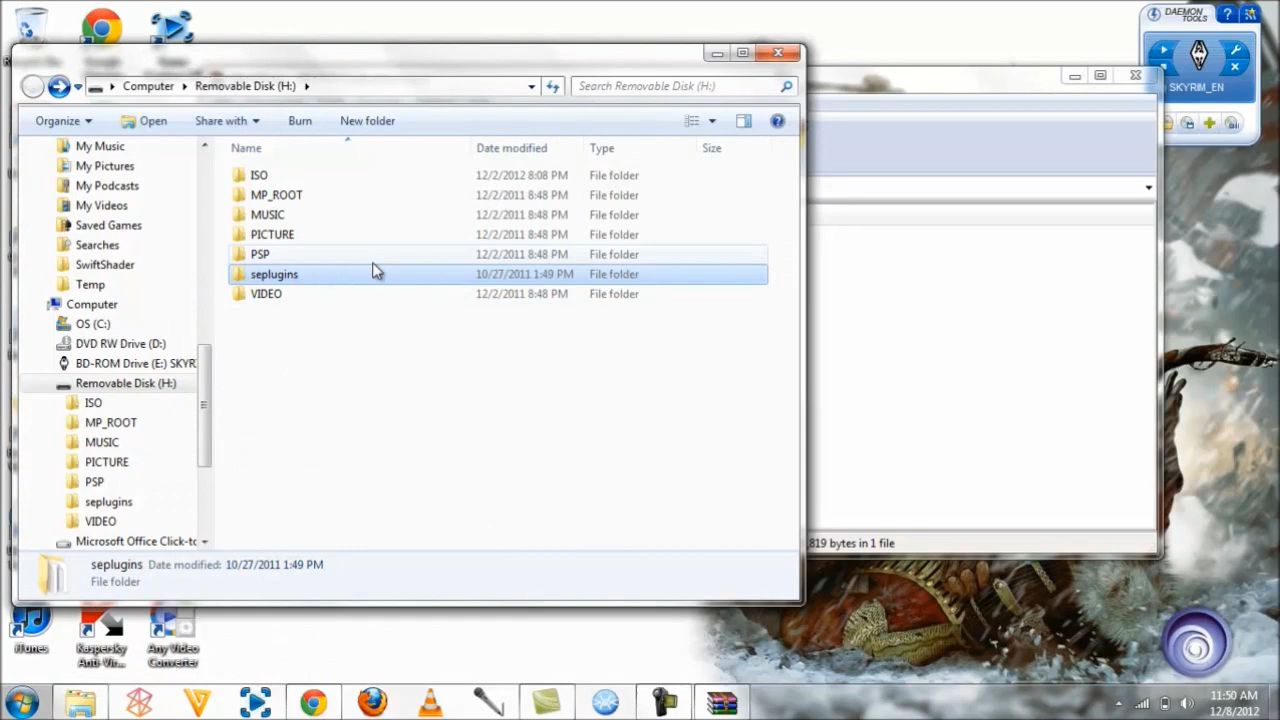 DAEMON TOOLS
SKYRIM_EN
Computer
Removable Disk (H:)
Search Removable Disk (H:)
Organize
Open
Share with
Burn
New folder
Name
Date modified
Type
Size
ISO 12/2/2012 8:08 PM File folder
MP_ROOT 12/2/2011 8:48 PM File folder
MUSIC 12/2/2011 8:48 PM File folder
PICTURE 12/2/2011 8:48 PM File folder
PSP 12/2/2011 8:48 PM File folder
seplugins 10/27/2011 1:49 PM File folder
VIDEO 12/2/2011 8:48 PM File folder
My Music
My Pictures
My Podcasts
My Videos
Saved Games
Searches
SwiftShader
Temp
Computer
OS (C:)
DVD RW Drive (D:)
BD-ROM Drive (E:) SKYR
Removable Disk (H:)
ISO
MP_ROOT
MUSIC
PICTURE
PSP
seplugins
VIDEO
Microsoft Office Click-to
seplugins Date modified: 10/27/2011 1:49 PM
File folder
819 bytes in 1 file
iTunes
Kaspersky
Anti-Vir...
Any Video
Converter
11:50 AM
12/8/2012